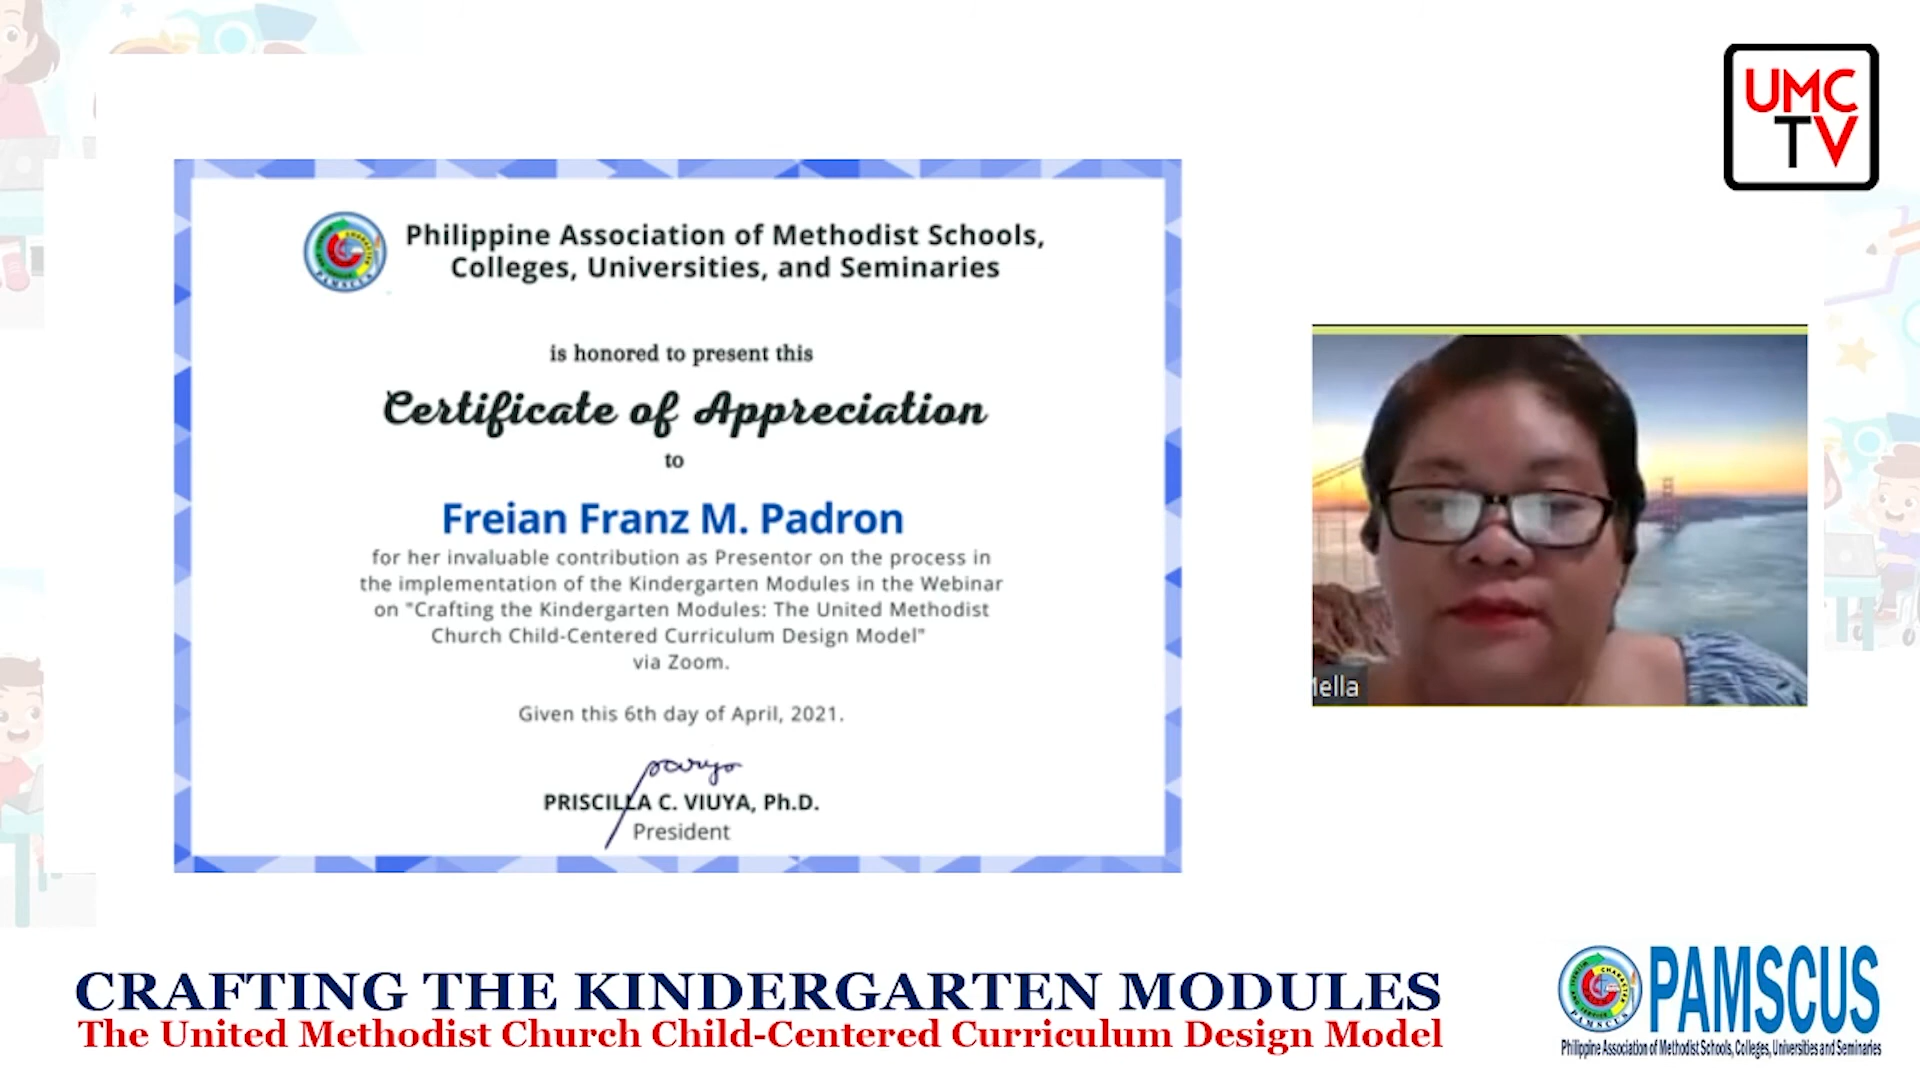 UMC
TV
Philippine Association of Methodist Schools,
Colleges, Universities, and Seminaries
is honored to present this
Certificate of Appreciation
to
Freian Franz M. Padron
for her invaluable contribution as Presentor on the process in
the implementation of the Kindergarten Modules in the Webinar
on "Crafting the Kindergarten Modules: The United Methodist
Church Child-Centered Curriculum Design Model"
via Zoom.
Given this 6th day of April, 2021.
PRISCILLA C. VIUYA, Ph.D.
President
CRAFTING THE KINDERGARTEN MODULES
The United Methodist Church Child-Centered Curriculum Design Model
PAMSCUS
Philippine Association of Methodist Schools, Colleges, Universities and Seminaries